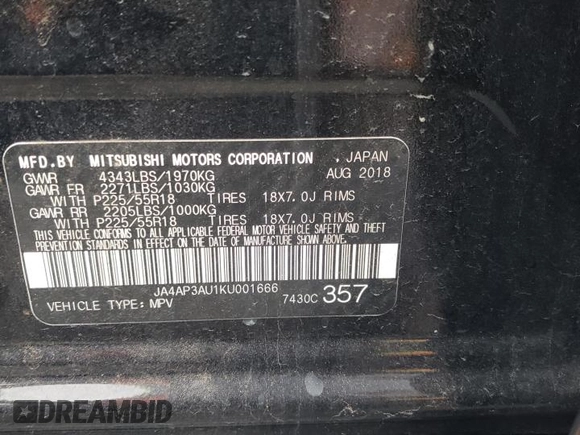 MFD.BY MITSUBISHI MOTORS CORPORATION , JAPAN
GVWR 4343LBS/1970KG AUG 2018
GAWR FR 2271LBS/1030KG
WITH P225/55R18 TIRES 18X7.0J RIMS
GAWR RR 2205LBS/1000KG
WITH P225/55R18 TIRES 18X7.0J RIMS
THIS VEHICLE CONFORMS TO ALL APPLICABLE FEDERAL MOTOR VEHICLE SAFETY AND THEFT
PREVENTION STANDARDS IN EFFECT ON THE DATE OF MANUFACTURE SHOWN ABOVE.
JA4AP3AU1KU001666
VEHICLE TYPE: MPV 7430C 357
DREAMBID